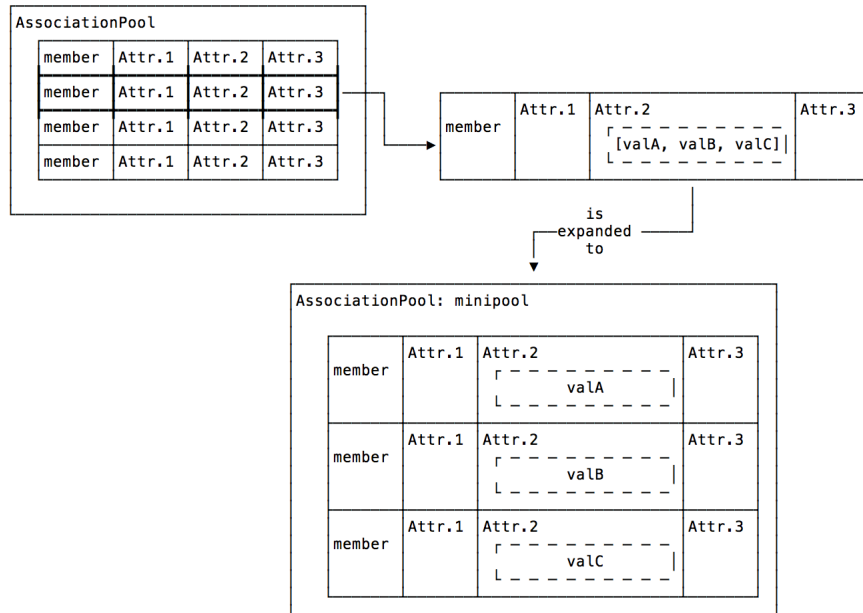 AssociationPool
member Attr.1 Attr.2 Attr.3
member Attr.1 Attr.2 Attr.3
member Attr.1 Attr.2 Attr.3
member Attr.1 Attr.2 Attr.3
Attr.1 Attr.2 Attr.3
member
[valA, valB, valC]
is
expanded
to
AssociationPool: minipool
Attr.1 Attr.2 Attr.3
member
valA
Attr.1 Attr.2 Attr.3
member
valB
Attr.1 Attr.2 Attr.3
member
valC